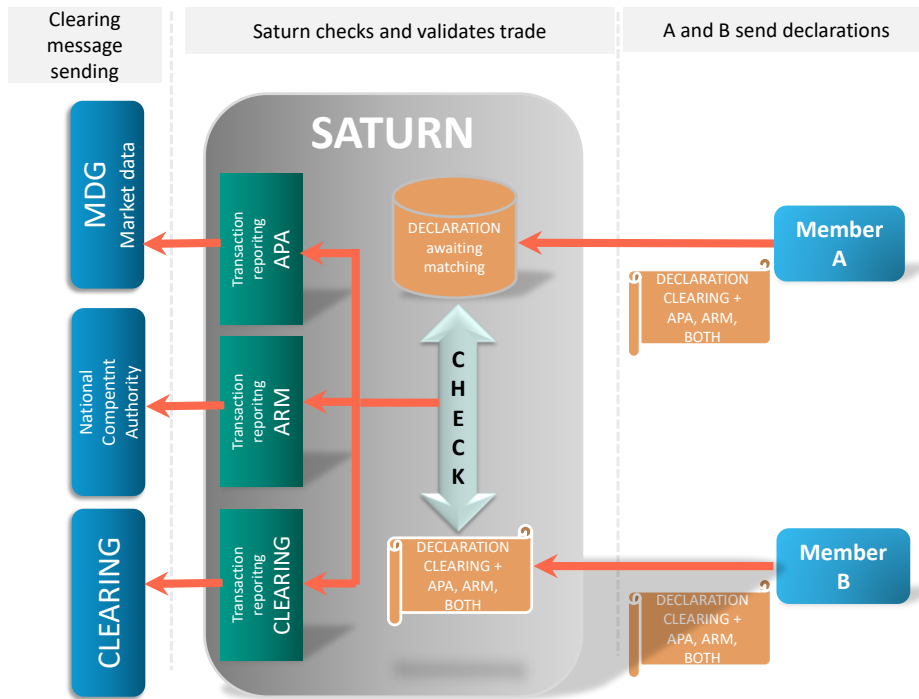 Clearing
message
sending
Saturn checks and validates trade
A and B send declarations
SATURN
MDG
Market data
Transaction
reporitng
APA
DECLARATION
awaiting
matching
Member
A
DECLARATION
CLEARING +
APA, ARM,
BOTH
National
Compentnt
Authority
Transaction
reporitng
ARM
C
H
E
C
K
CLEARING
Transaction
reporitng
CLEARING
DECLARATION
CLEARING +
APA, ARM,
BOTH
Member
B
DECLARATION
CLEARING +
APA, ARM,
BOTH